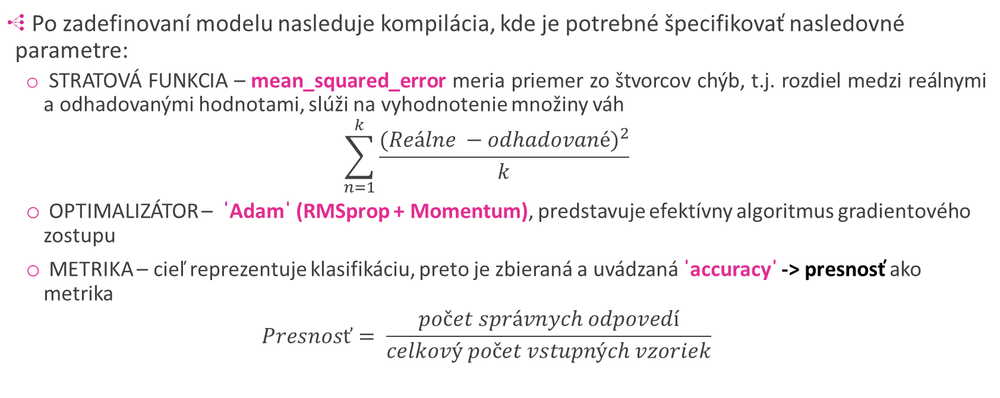 Po zadefinovaní modelu nasleduje kompilácia, kde je potrebné špecifikovať nasledovné
parametre:
o STRATOVÁ FUNKCIA – mean_squared_error meria priemer zo štvorcov chýb, t.j. rozdiel medzi reálnymi
a odhadovanými hodnotami, slúži na vyhodnotenie množiny váh
k
∑ (Reálne − odhadované)²
k
n=1
o OPTIMALIZÁTOR – 'Adam' (RMSprop + Momentum), predstavuje efektívny algoritmus gradientového
zostupu
o METRIKA – cieľ reprezentuje klasifikáciu, preto je zbieraná a uvádzaná 'accuracy' -> presnosť ako
metrika
počet správnych odpovedí
Presnosť =
celkový počet vstupných vzoriek